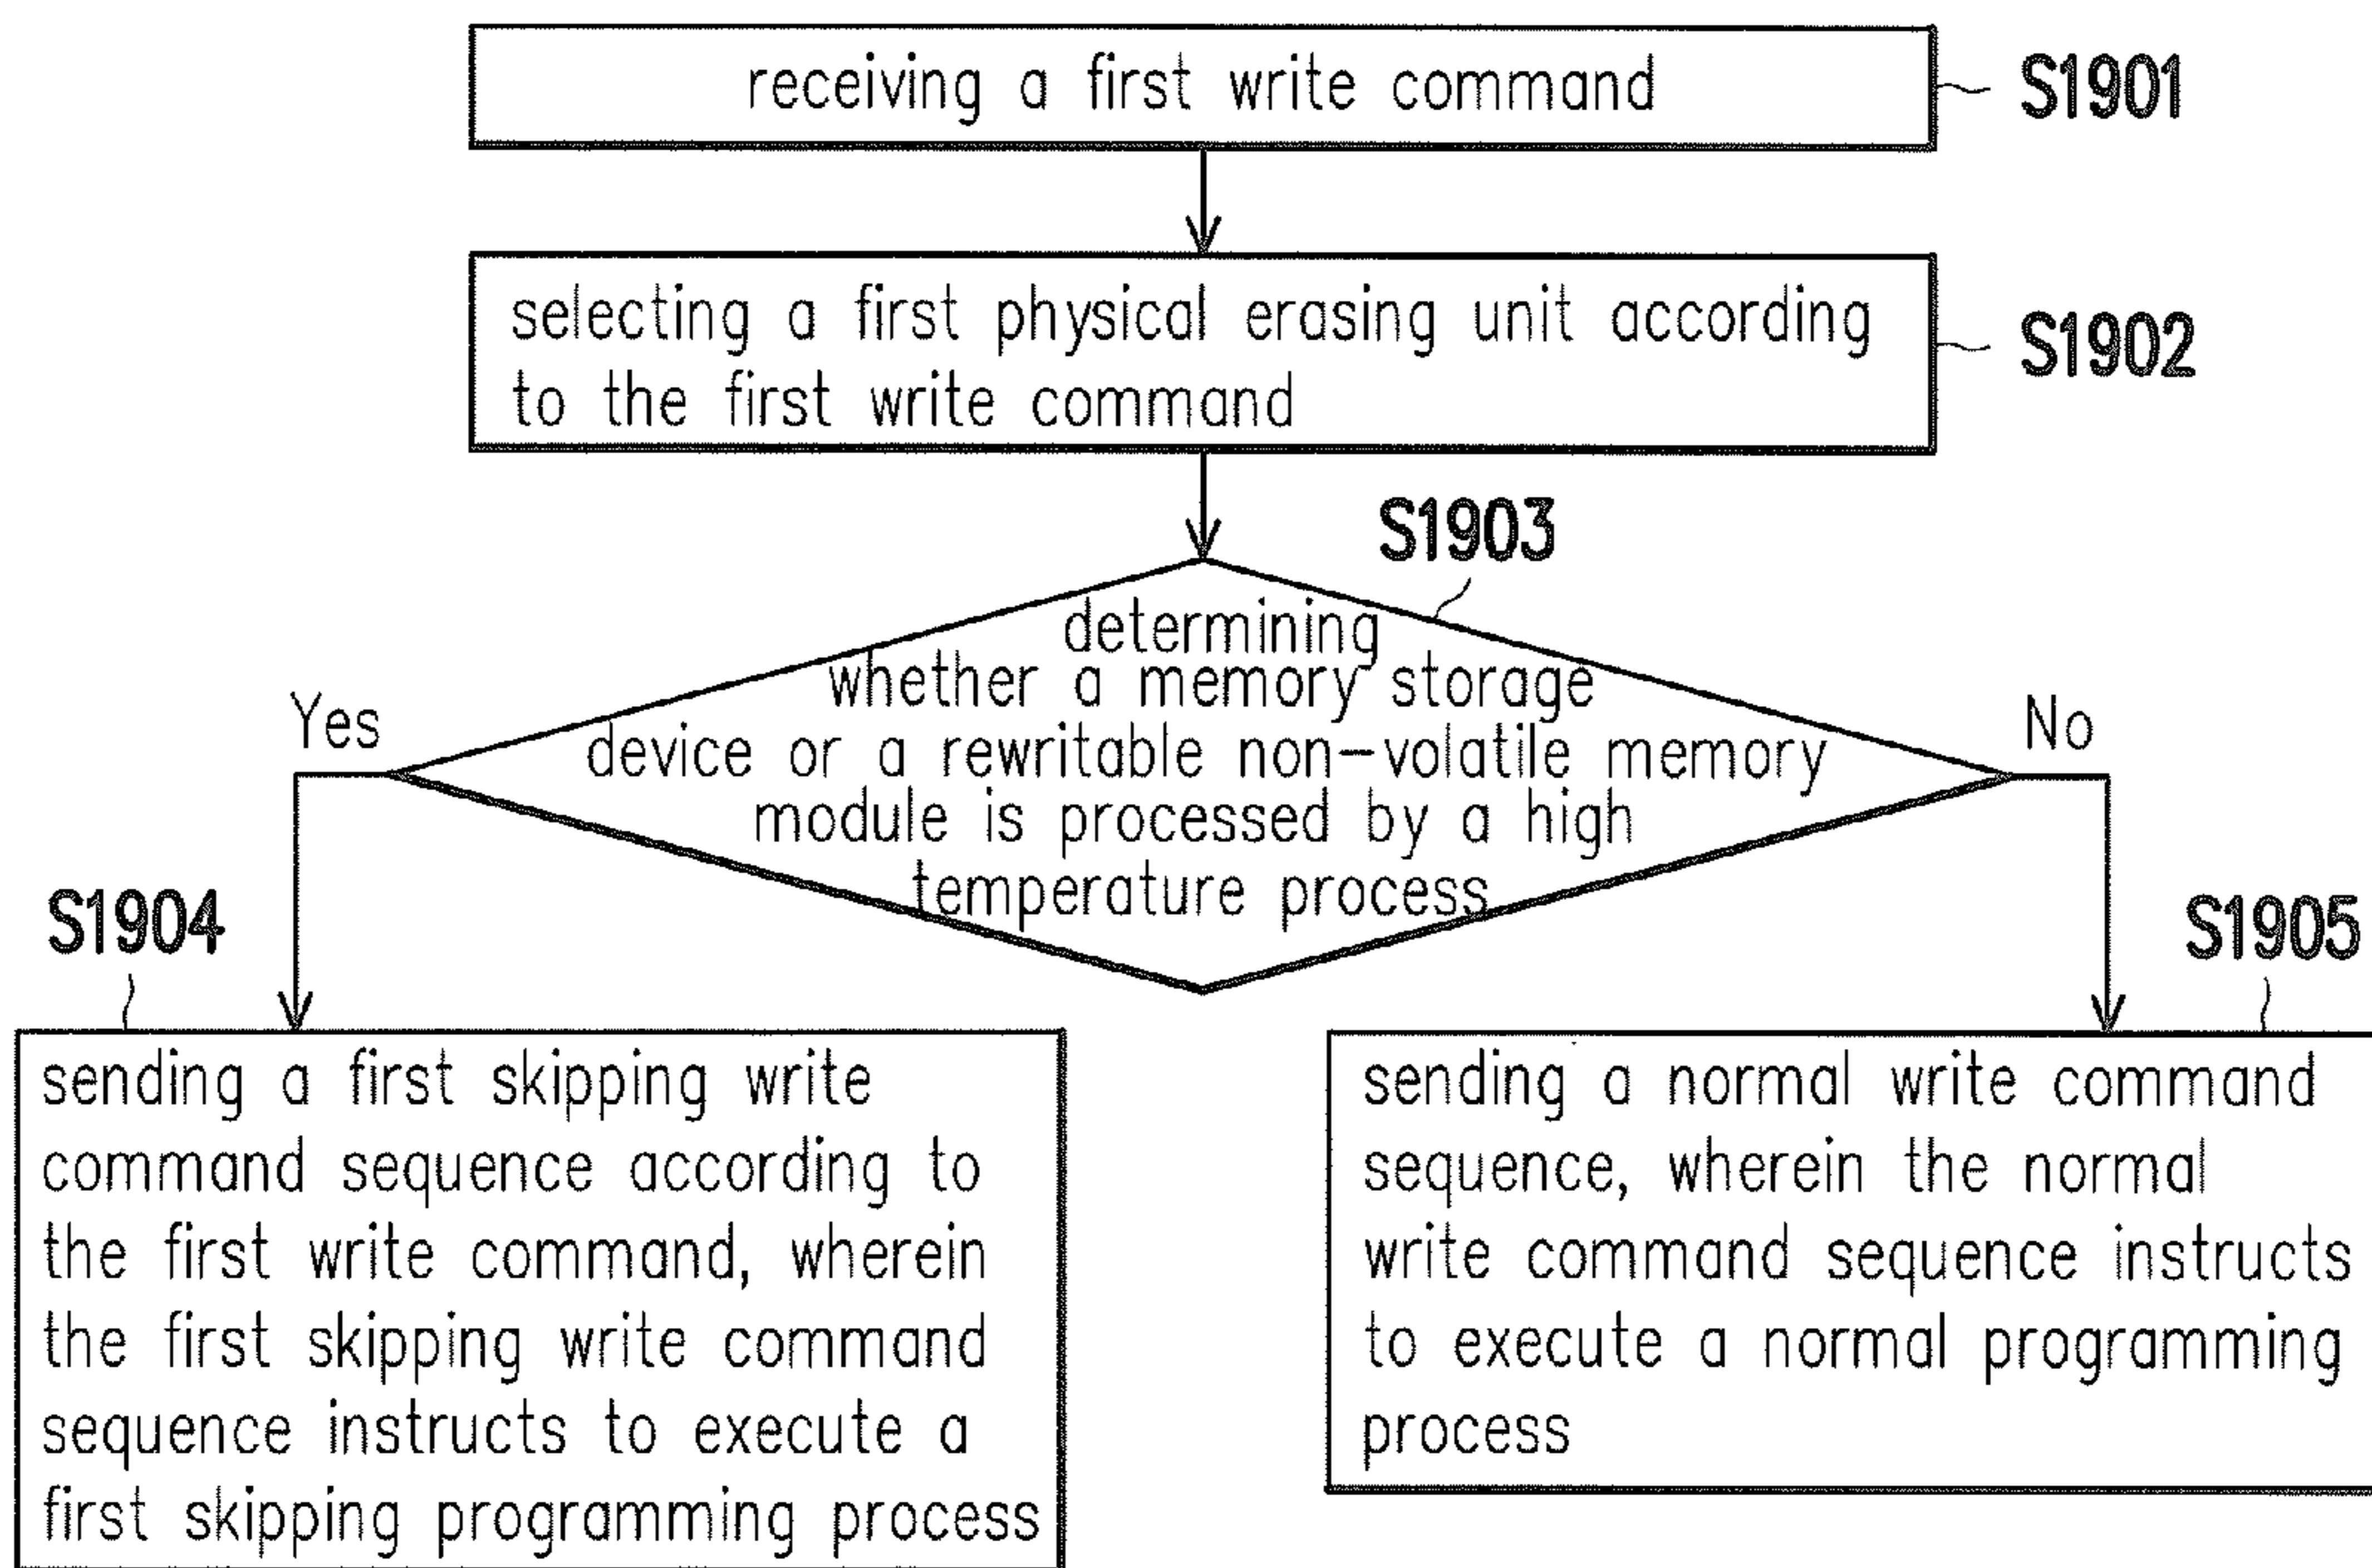 receiving a first write command
S1901
selecting a first physical erasing unit according
to the first write command
S1902
S1903
determining
whether a memory storage
device or a rewritable non-volatile memory
module is processed by a high
temperature process
Yes
No
S1904
sending a first skipping write
command sequence according to
the first write command, wherein
the first skipping write command
sequence instructs to execute a
first skipping programming process
S1905
sending a normal write command
sequence, wherein the normal
write command sequence instructs
to execute a normal programming
process